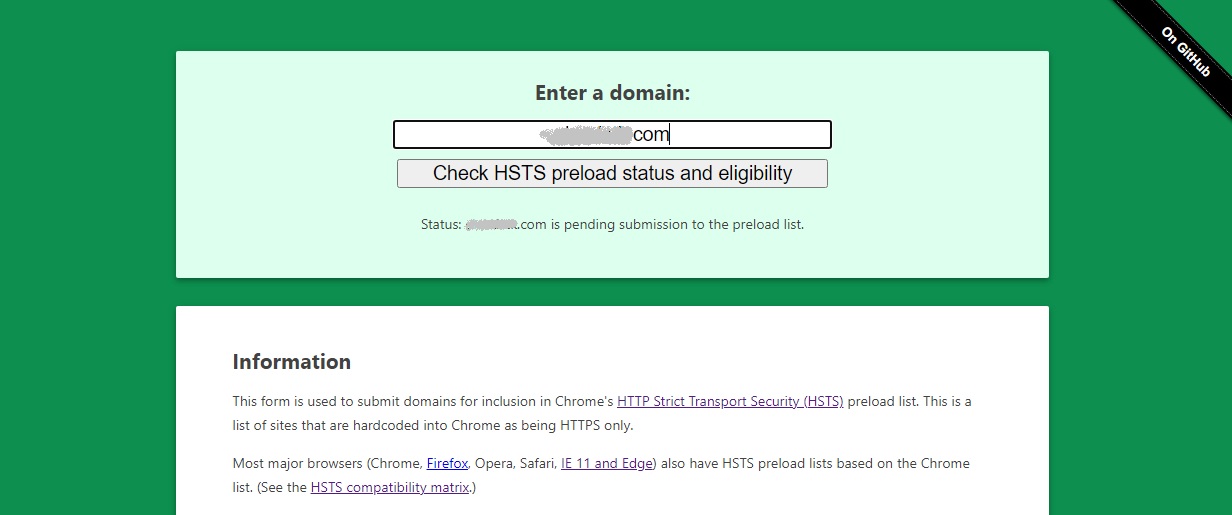 On GitHub
Enter a domain:
com
Check HSTS preload status and eligibility
Status: .com is pending submission to the preload list.
Information
This form is used to submit domains for inclusion in Chrome's HTTP Strict Transport Security (HSTS) preload list. This is a
list of sites that are hardcoded into Chrome as being HTTPS only.
Most major browsers (Chrome, Firefox, Opera, Safari, IE 11 and Edge) also have HSTS preload lists based on the Chrome
list. (See the HSTS compatibility matrix.)